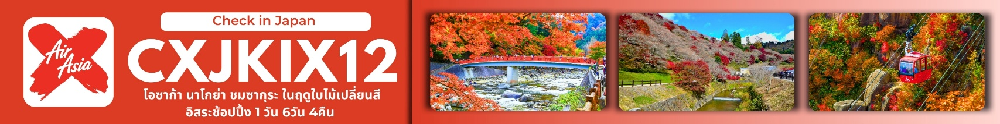 Air
Asia
Check in Japan
CXJKIX12
โอซาก้า นาโกย่า ชมซากุระ ในฤดูใบไม้เปลี่ยนสี
อิสระช้อปปิ้ง 1 วัน 6วัน 4คืน